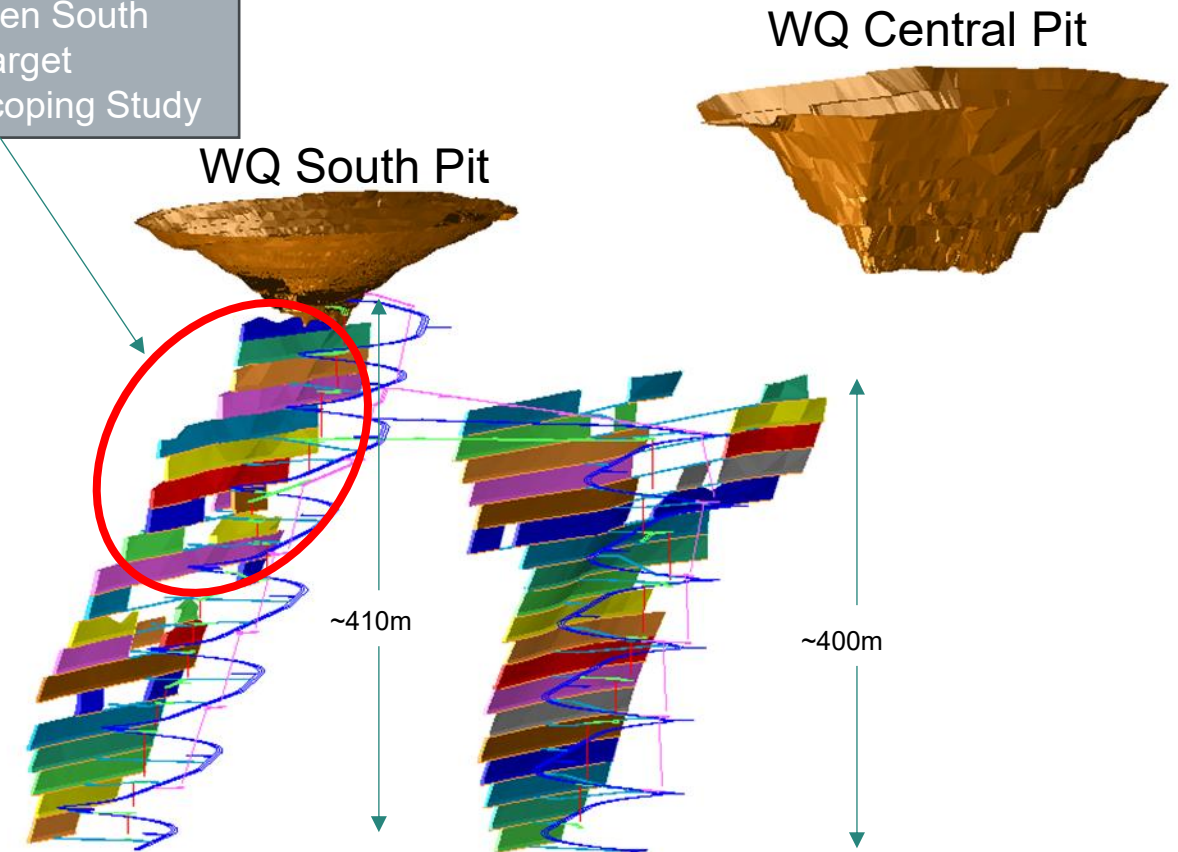 en South
arget
coping Study
WQ Central Pit
WQ South Pit
~410m
~400m